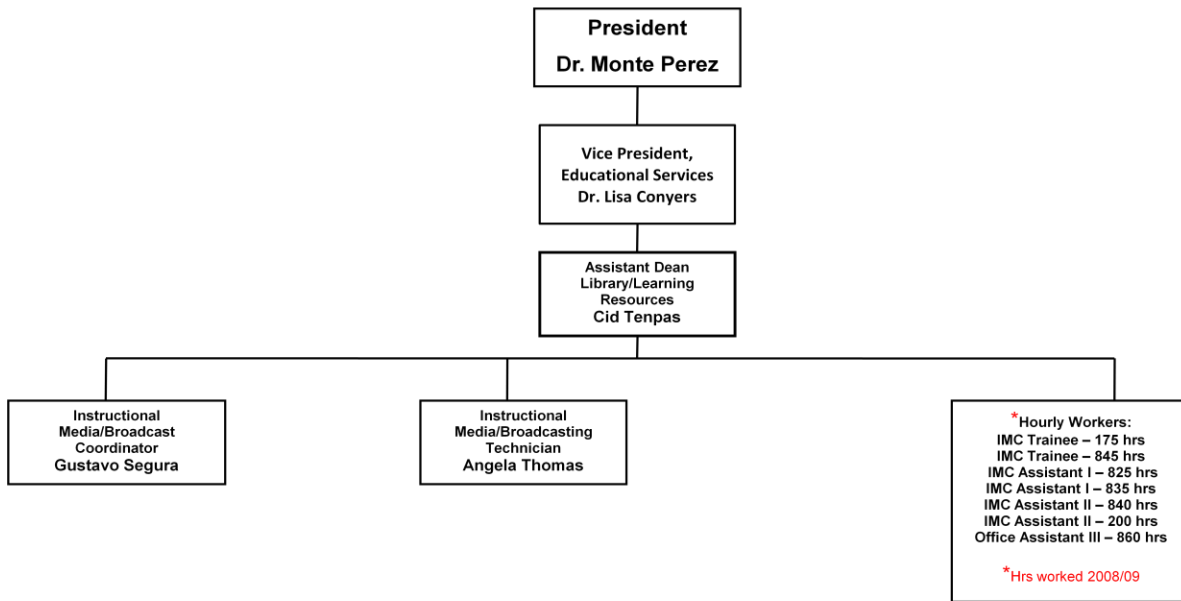 President
Dr. Monte Perez
Vice President,
Educational Services
Dr. Lisa Conyers
Assistant Dean
Library/Learning
Resources
Cid Tenpas
Instructional
Media/Broadcast
Coordinator
Gustavo Segura
Instructional
Media/Broadcasting
Technician
Angela Thomas
*Hourly Workers:
IMC Trainee – 175 hrs
IMC Trainee – 845 hrs
IMC Assistant I – 825 hrs
IMC Assistant I – 835 hrs
IMC Assistant II – 840 hrs
IMC Assistant II – 200 hrs
Office Assistant III – 860 hrs
*Hrs worked 2008/09